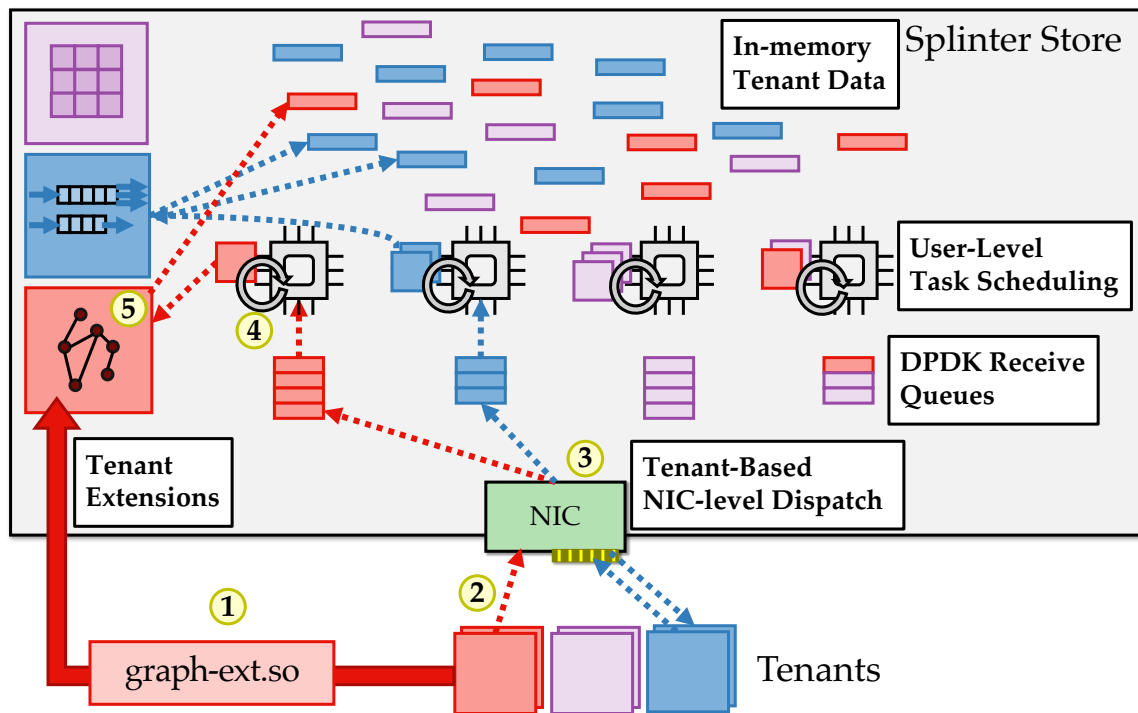 Splinter Store
In-memory
Tenant Data
User-Level
Task Scheduling
5
4
DPDK Receive
Queues
3
Tenant
Extensions
Tenant-Based
NIC-level Dispatch
NIC
2
1
graph-ext.so
Tenants